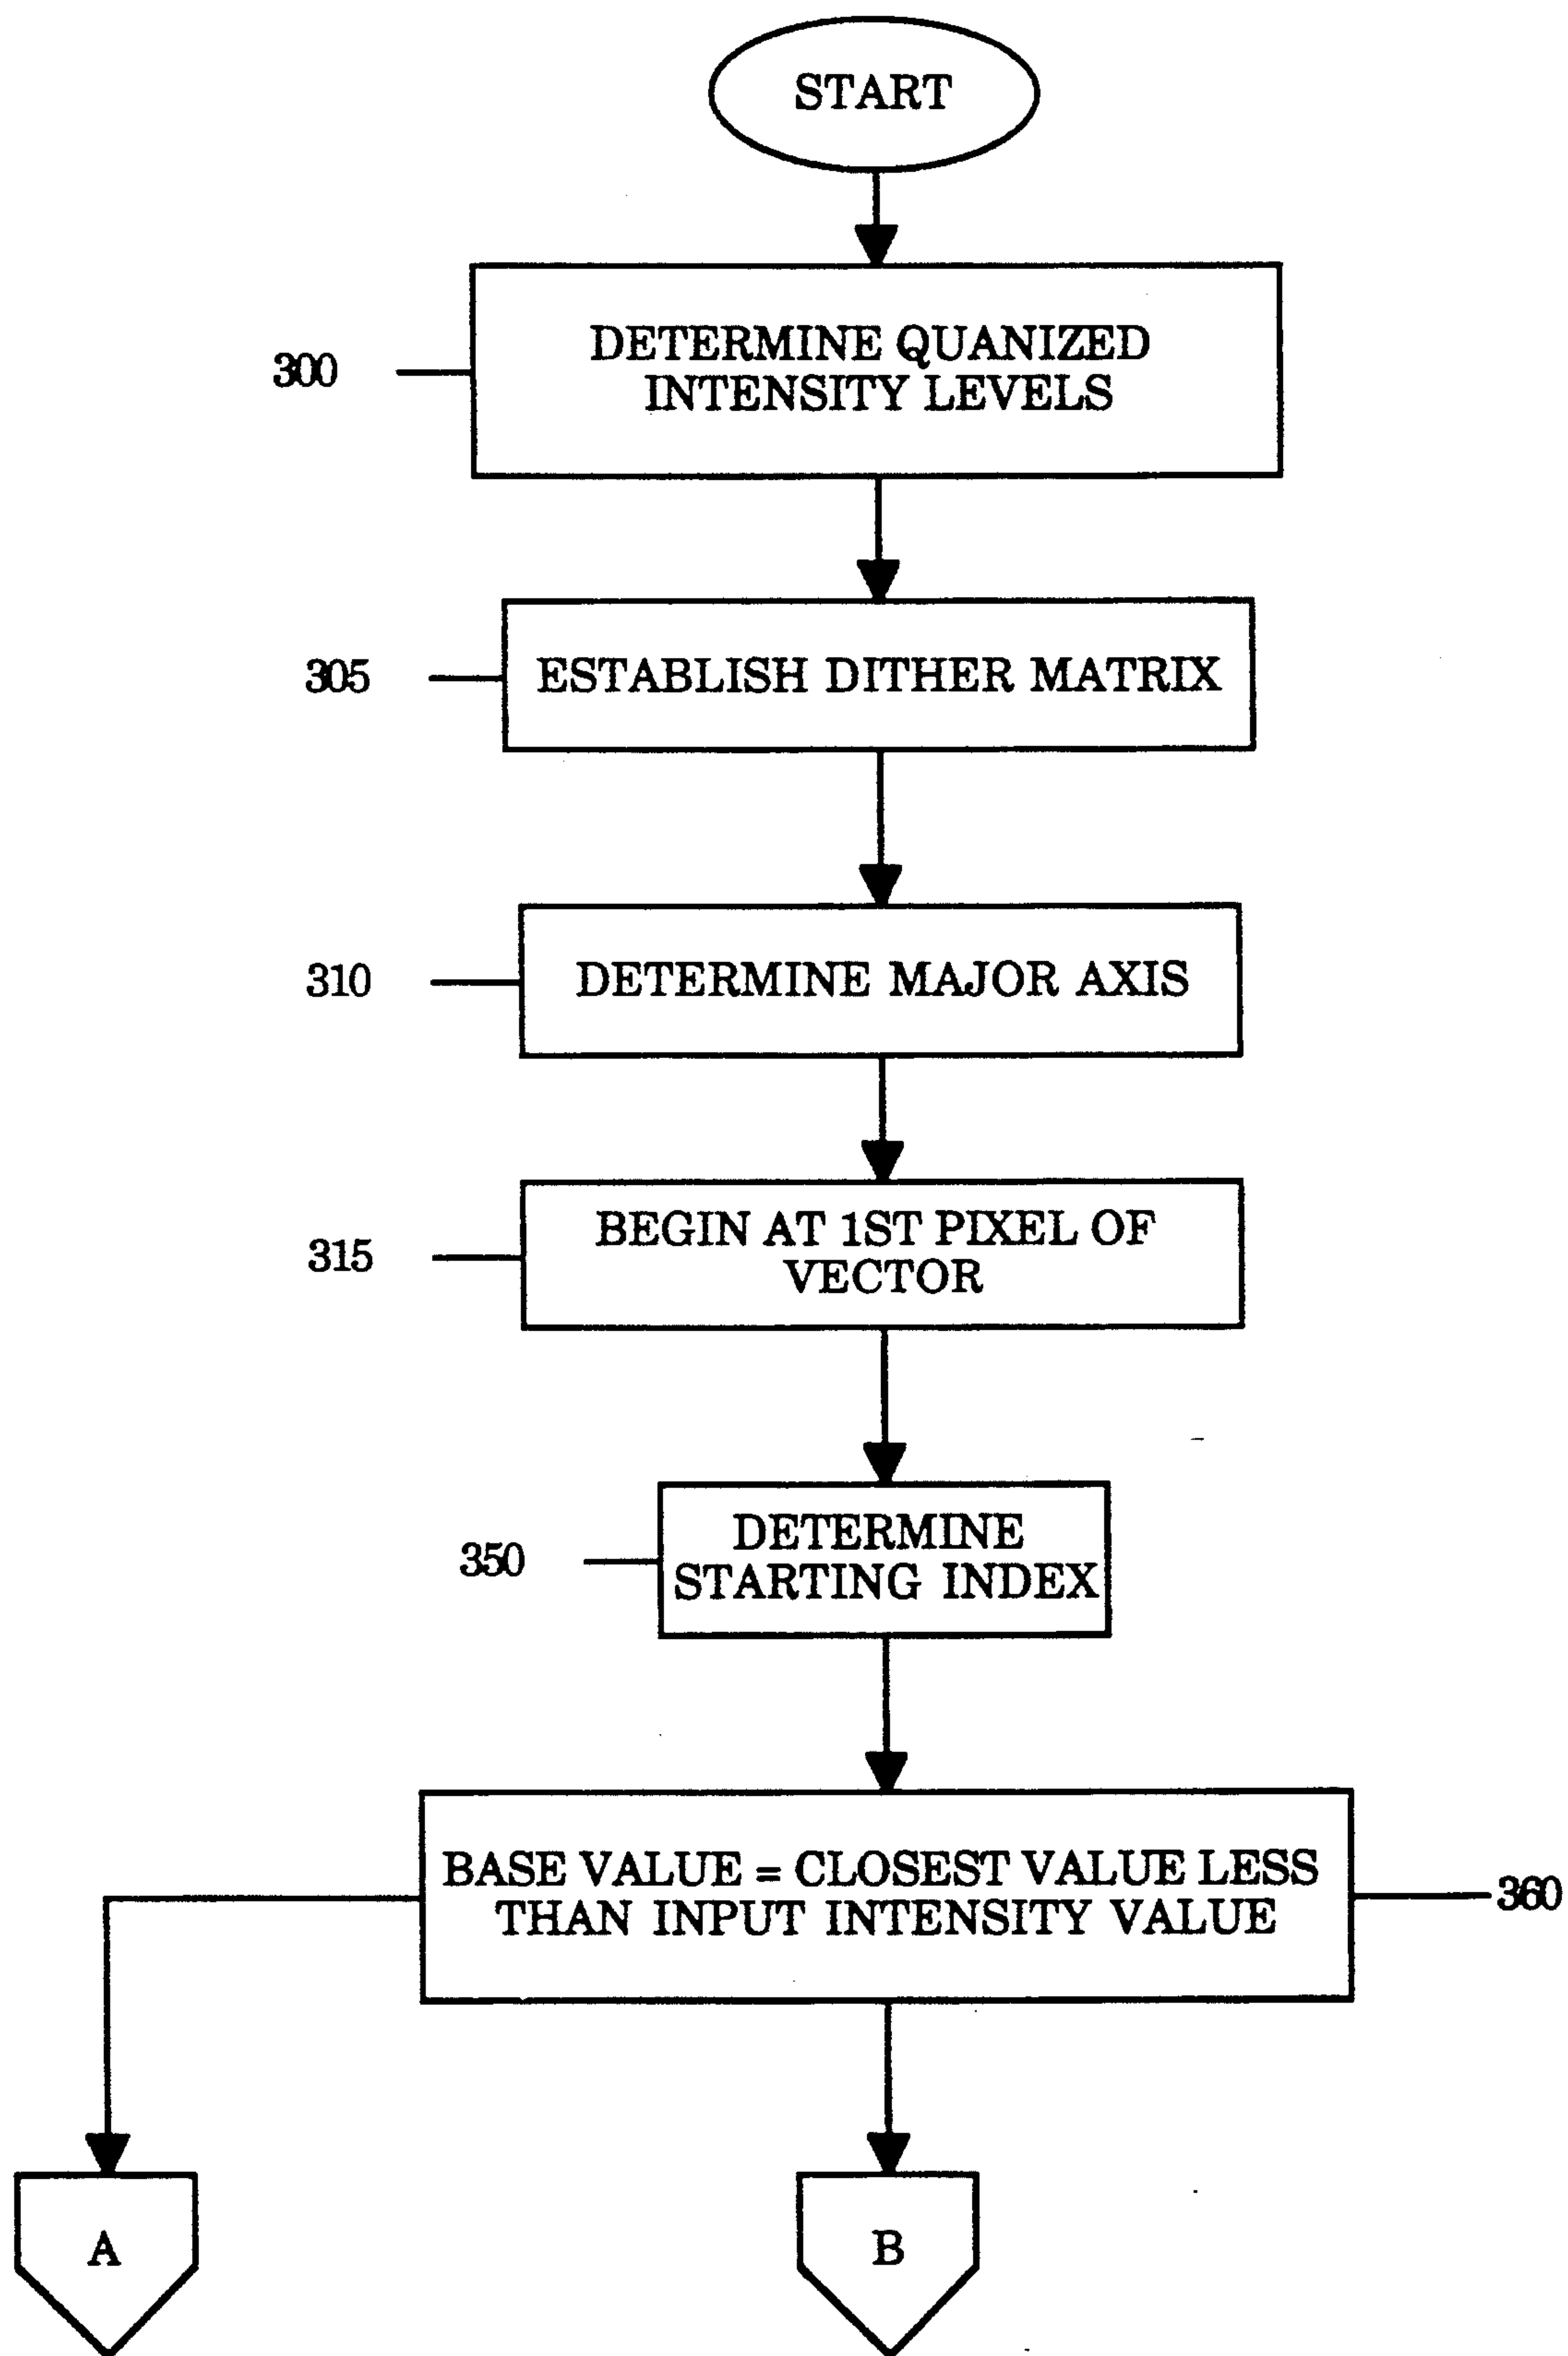 START
300
DETERMINE QUANIZED
INTENSITY LEVELS
305
ESTABLISH DITHER MATRIX
310
DETERMINE MAJOR AXIS
315
BEGIN AT 1ST PIXEL OF
VECTOR
350
DETERMINE
STARTING INDEX
BASE VALUE = CLOSEST VALUE LESS
THAN INPUT INTENSITY VALUE
360
A
B